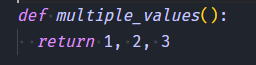 def multiple_values():
  return 1, 2, 3